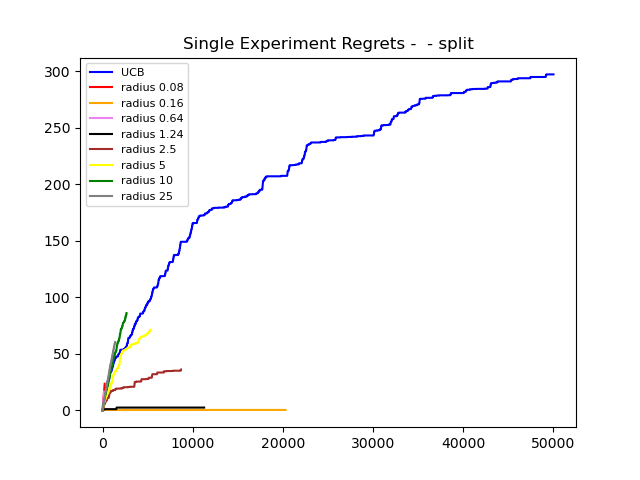 Single Experiment Regrets -  - split
300
250
200
150
100
50
0
UCB
radius 0.08
radius 0.16
radius 0.64
radius 1.24
radius 2.5
radius 5
radius 10
radius 25
0 10000 20000 30000 40000 50000